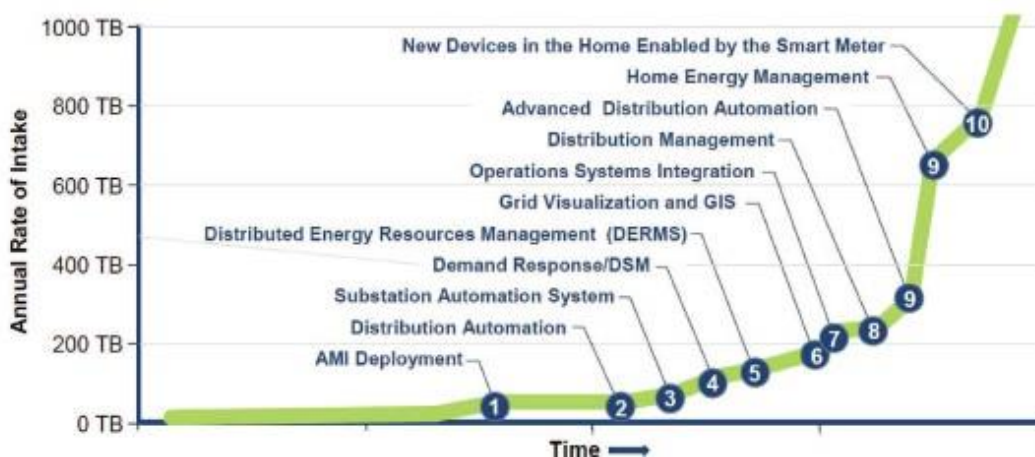 1000 TB
New Devices in the Home Enabled by the Smart Meter
Home Energy Management
10
800 TB
Advanced Distribution Automation
Distribution Management
9
Operations Systems Integration
600 TB
Grid Visualization and GIS
Distributed Energy Resources Management (DERMS)
Demand Response/DSM
400 TB
Substation Automation System
9
Distribution Automation
8
7
200 TB
6
AMI Deployment
5
4
3
2
1
0 TB
Annual Rate of Intake
Time